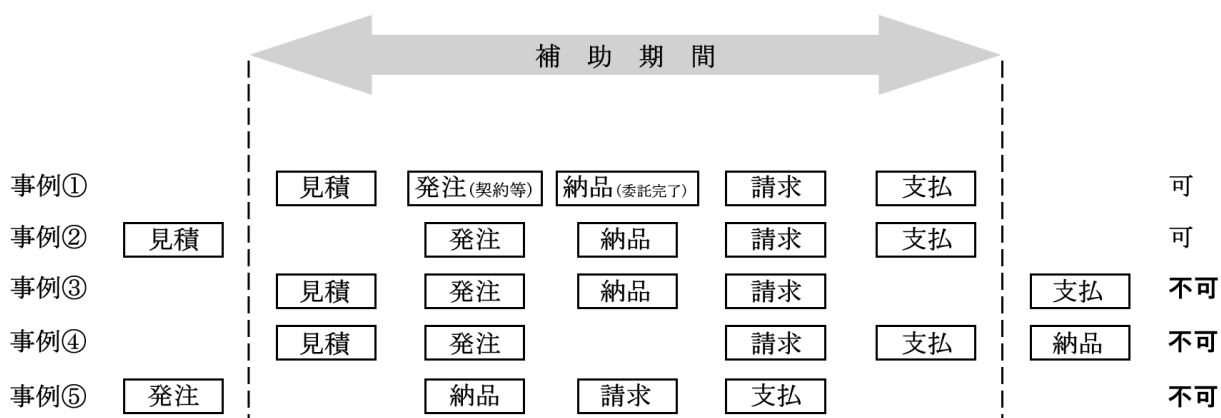 補助期間
事例① 見積 発注(契約等) 納品(委託完了) 請求 支払 可
事例② 見積 発注 納品 請求 支払 可
事例③ 見積 発注 納品 請求 支払 不可
事例④ 見積 発注 請求 支払 納品 不可
事例⑤ 発注 納品 請求 支払 不可